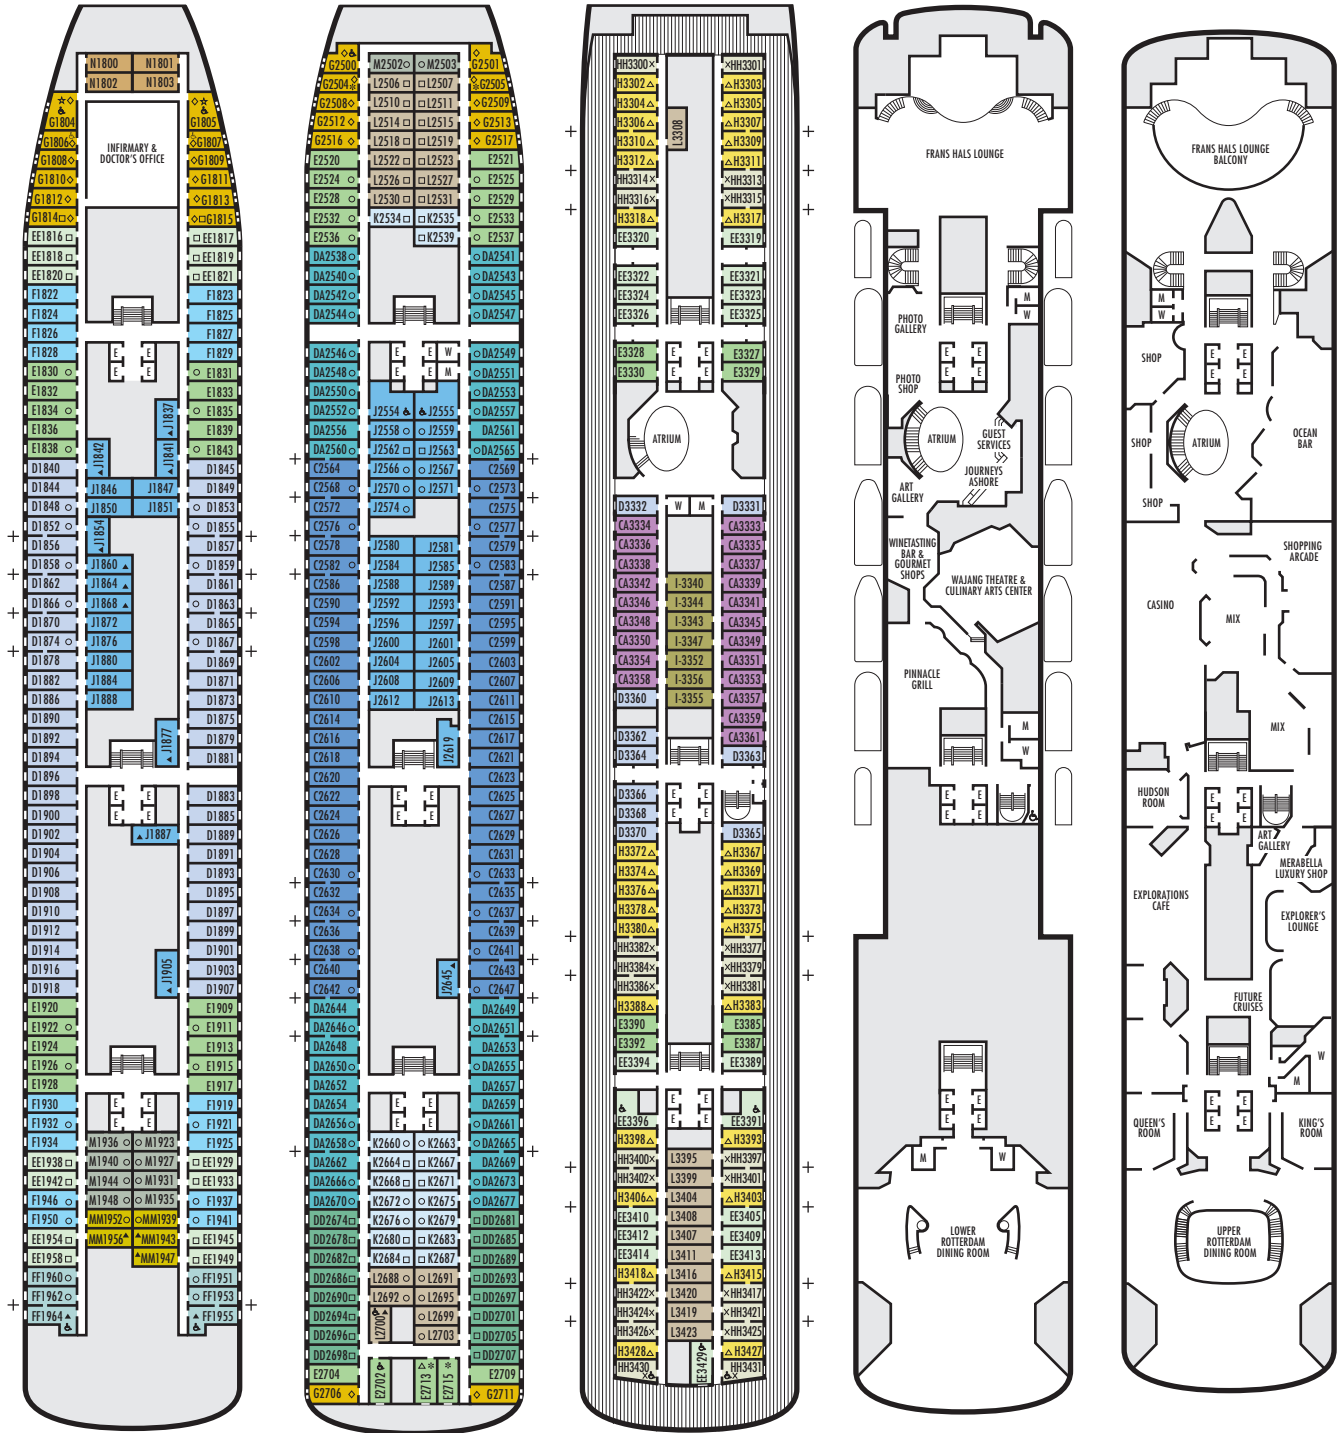 N1800
N1801
N1802
N1803
G1804
G1806
G1808
G1810
G1812
G1814
EE1816
EE1818
EE1820
F1822
F1824
F1826
F1828
E1830
E1832
E1834
E1836
E1838
D1840
D1844
D1848
D1852
D1856
D1858
D1862
D1866
D1870
D1874
D1878
D1882
D1886
D1890
D1892
D1894
D1896
D1898
D1900
D1902
D1904
D1906
D1908
D1910
D1912
D1914
D1916
D1918
E1920
E1922
E1924
E1926
E1928
F1930
F1932
F1934
EE1938
EE1942
F1946
F1950
EE1954
EE1958
FF1960
FF1962
FF1964
INFIRMARY &
DOCTOR'S OFFICE
E E
E E
J1837
J1842
J1841
J1846
J1847
J1850
J1851
J1854
J1860
J1864
J1868
J1872
J1876
J1880
J1884
J1888
J1877
E E
E E
J1887
J1905
E E
E E
M1936
M1923
M1940
M1927
M1944
M1931
M1948
M1935
MM1952
MM1939
MM1956
MM1943
MM1947
G1805
G1807
G1809
G1811
G1813
G1815
EE1817
EE1819
EE1821
F1823
F1825
F1827
F1829
E1831
E1833
E1835
E1839
E1843
D1845
D1849
D1853
D1855
D1857
D1859
D1861
D1863
D1865
D1867
D1869
D1871
D1873
D1875
D1879
D1881
D1883
D1885
D1889
D1891
D1893
D1895
D1897
D1899
D1901
D1903
D1907
E1909
E1911
E1913
E1915
E1917
F1919
F1921
F1925
EE1929
EE1933
F1937
F1941
EE1945
EE1949
FF1951
FF1953
FF1955
G2500
G2504
G2508
G2512
G2516
E2520
E2524
E2528
E2532
E2536
DA2538
DA2540
DA2542
DA2544
DA2546
DA2548
DA2550
DA2552
DA2556
DA2560
C2564
C2568
C2572
C2576
C2578
C2582
C2586
C2590
C2594
C2598
C2602
C2606
C2610
C2614
C2616
C2618
C2620
C2622
C2624
C2626
C2628
C2630
C2632
C2634
C2636
C2638
C2640
C2642
DA2644
DA2646
DA2648
DA2650
DA2652
DA2654
DA2656
DA2658
DA2662
DA2666
DA2670
DD2674
DD2678
DD2682
DD2686
DD2690
DD2694
DD2696
DD2698
E2704
G2706
M2502
M2503
L2506
L2507
L2510
L2511
L2514
L2515
L2518
L2519
L2522
L2523
L2526
L2527
L2530
L2531
K2534
K2535
K2539
E E W
E E M
J2554
J2555
J2558
J2559
J2562
J2563
J2566
J2567
J2570
J2571
J2574
J2580
J2581
J2584
J2585
J2588
J2589
J2592
J2593
J2596
J2597
J2600
J2601
J2604
J2605
J2608
J2609
J2612
J2613
J2619
E E
E E
J2645
E E
E E
K2660
K2663
K2664
K2667
K2668
K2671
K2672
K2675
K2676
K2679
K2680
K2683
K2684
K2687
L2688
L2691
L2692
L2695
L2700
L2699
L2703
E2702
E2713
E2715
G2501
G2505
G2509
G2513
G2517
E2521
E2525
E2529
E2533
E2537
DA2541
DA2543
DA2545
DA2547
DA2549
DA2551
DA2553
DA2557
DA2561
DA2565
C2569
C2573
C2575
C2577
C2579
C2583
C2587
C2591
C2595
C2599
C2603
C2607
C2611
C2615
C2617
C2621
C2623
C2625
C2627
C2629
C2631
C2633
C2635
C2637
C2639
C2641
C2643
C2647
DA2649
DA2651
DA2653
DA2655
DA2657
DA2659
DA2661
DA2665
DA2669
DA2673
DA2677
DD2681
DD2685
DD2689
DD2693
DD2697
DD2701
DD2705
DD2707
E2709
G2711
HH3300
H3302
H3304
H3306
H3310
H3312
HH3314
HH3316
H3318
EE3320
EE3322
EE3324
EE3326
E3328
E3330
D3332
CA3334
CA3336
CA3338
CA3342
CA3346
CA3348
CA3350
CA3354
CA3358
D3360
D3362
D3364
D3366
D3368
D3370
H3372
H3374
H3376
H3378
H3380
HH3382
HH3384
HH3386
H3388
E3390
E3392
EE3394
EE3396
H3398
HH3400
HH3402
H3406
EE3410
EE3412
EE3414
H3418
HH3422
HH3424
HH3426
H3428
HH3430
L3308
E E
E E
ATRIUM
W M
I-3340
I-3344
I-3343
I-3347
I-3352
I-3356
I-3355
E E
E E
E E
E E
L3395
L3399
L3404
L3408
L3407
L3411
L3416
L3420
L3419
L3423
EE3429
HH3301
H3303
H3305
H3307
H3309
H3311
HH3313
HH3315
H3317
EE3319
EE3321
EE3323
EE3325
E3327
E3329
D3331
CA3333
CA3335
CA3337
CA3339
CA3341
CA3345
CA3349
CA3351
CA3353
CA3357
CA3359
CA3361
D3363
D3365
H3367
H3369
H3371
H3373
H3375
HH3377
HH3379
HH3381
H3383
E3385
E3387
EE3389
EE3391
H3393
HH3397
HH3401
H3403
EE3405
EE3409
EE3413
H3415
HH3417
HH3421
HH3425
H3427
HH3431
FRANS HALS LOUNGE
M
W
PHOTO
GALLERY
E E
E E
PHOTO
SHOP
ATRIUM
GUEST
SERVICES
JOURNEYS
ASHORE
ART
GALLERY
WINETASTING
BAR &
GOURMET
SHOPS
WAJANG THEATRE &
CULINARY ARTS CENTER
PINNACLE
GRILL
M
W
E E
E E
E E
E E
M
W
LOWER
ROTTERDAM
DINING ROOM
FRANS HALS LOUNGE
BALCONY
M
W
SHOP
E E
E E
SHOP
ATRIUM
OCEAN
BAR
SHOP
SHOPPING
ARCADE
CASINO
MIX
MIX
HUDSON
ROOM
E E
E E
ART
GALLERY
MERABELLA
LUXURY SHOP
EXPLORATIONS
CAFÉ
EXPLORER'S
LOUNGE
FUTURE
CRUISES
W
M
E E
E E
QUEEN'S
ROOM
KING'S
ROOM
UPPER
ROTTERDAM
DINING ROOM